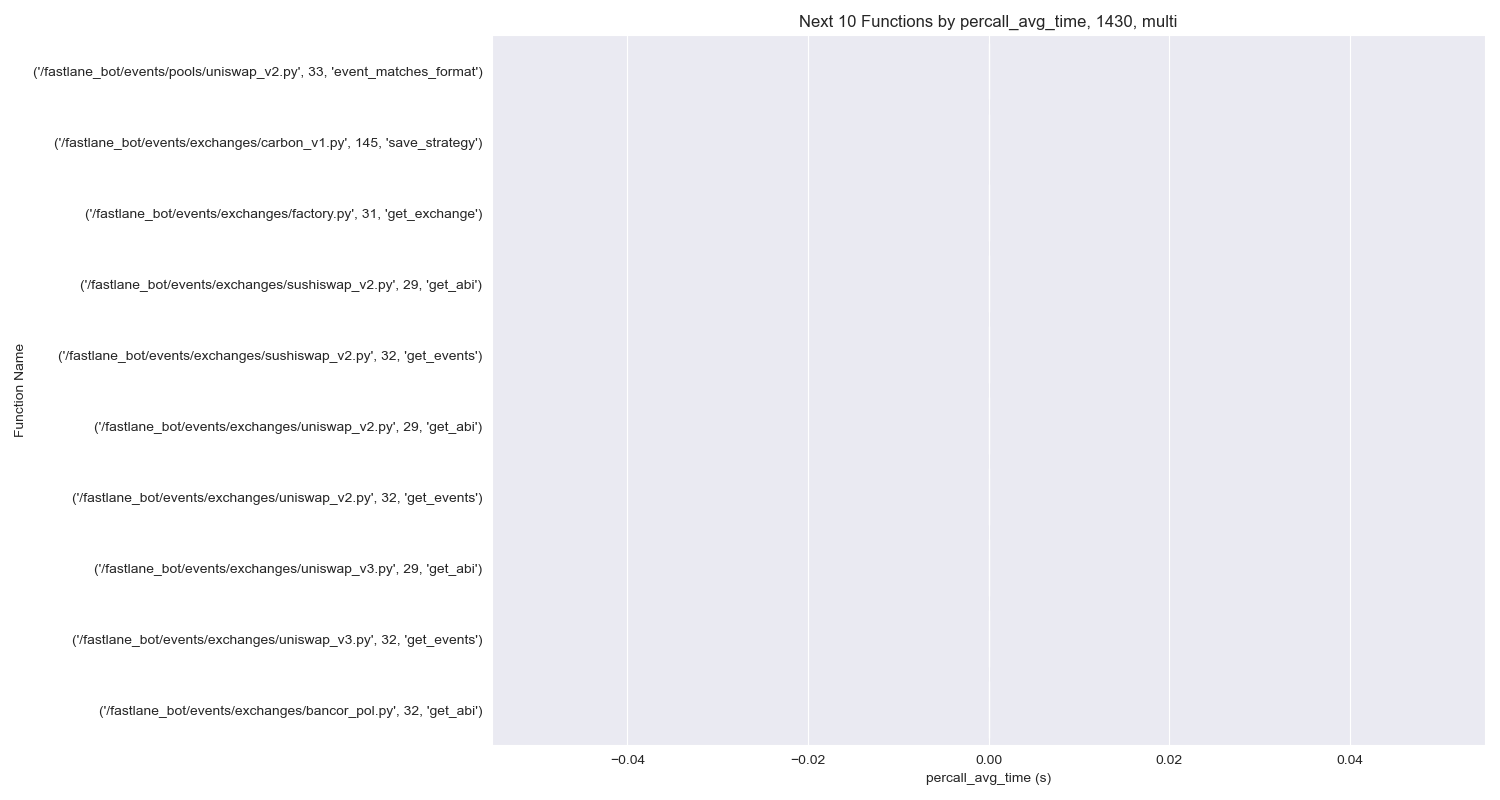 Next 10 Functions by percall_avg_time, 1430, multi
('/fastlane_bot/events/pools/uniswap_v2.py', 33, 'event_matches_format')
('/fastlane_bot/events/exchanges/carbon_v1.py', 145, 'save_strategy')
('/fastlane_bot/events/exchanges/factory.py', 31, 'get_exchange')
('/fastlane_bot/events/exchanges/sushiswap_v2.py', 29, 'get_abi')
('/fastlane_bot/events/exchanges/sushiswap_v2.py', 32, 'get_events')
('/fastlane_bot/events/exchanges/uniswap_v2.py', 29, 'get_abi')
('/fastlane_bot/events/exchanges/uniswap_v2.py', 32, 'get_events')
('/fastlane_bot/events/exchanges/uniswap_v3.py', 29, 'get_abi')
('/fastlane_bot/events/exchanges/uniswap_v3.py', 32, 'get_events')
('/fastlane_bot/events/exchanges/bancor_pol.py', 32, 'get_abi')
Function Name
−0.04 −0.02 0.00 0.02 0.04
percall_avg_time (s)